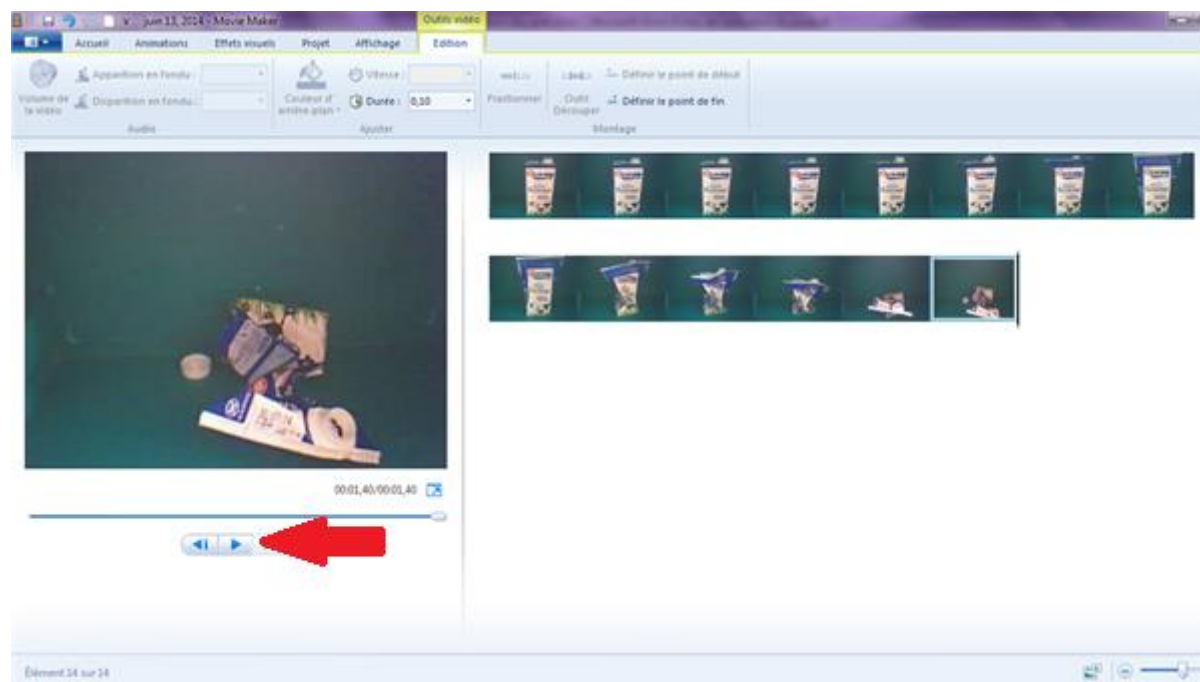 juin 13, 2014 - Movie Maker
Outils vidéo
Accueil Animations Effets visuels Projet Affichage Edition
Volume de la vidéo
Apparition en fondu :
Disparition en fondu :
Audio
Couleur d'arrière plan
Vitesse :
Durée : 0,10
Ajuster
Fractionner
Outil Découper
Définir le point de début
Définir le point de fin
Montage
00:01,40/00:01,40
Élément 14 sur 14